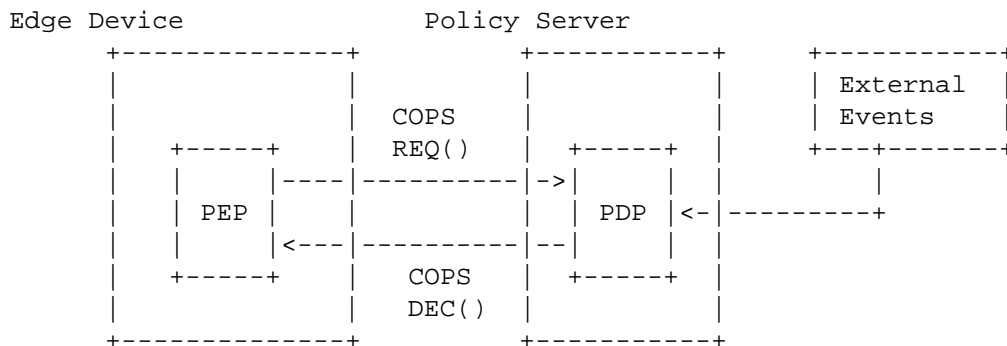 Edge Device Policy Server
External
COPS Events
REQ()
PEP PDP
COPS
DEC()